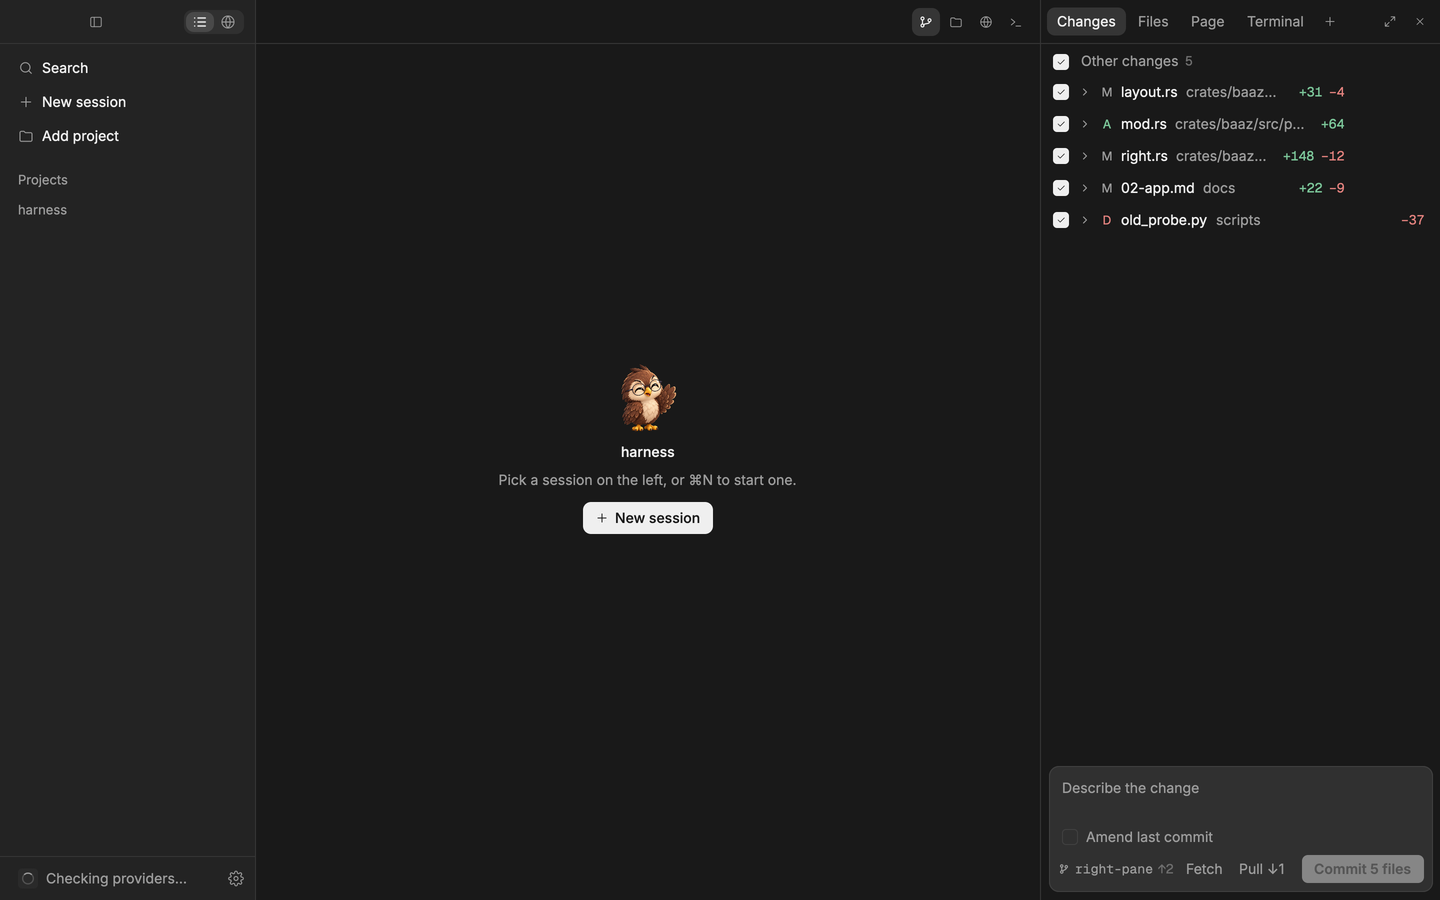 Changes Files Page Terminal
Search
New session
Add project
Projects
harness
Other changes 5
M layout.rs crates/baaz... +31 −4
A mod.rs crates/baaz/src/p... +64
M right.rs crates/baaz... +148 −12
M 02-app.md docs +22 −9
D old_probe.py scripts −37
harness
Pick a session on the left, or ⌘N to start one.
New session
Describe the change
Amend last commit
right-pane ↑2 Fetch Pull ↓1 Commit 5 files
Checking providers...